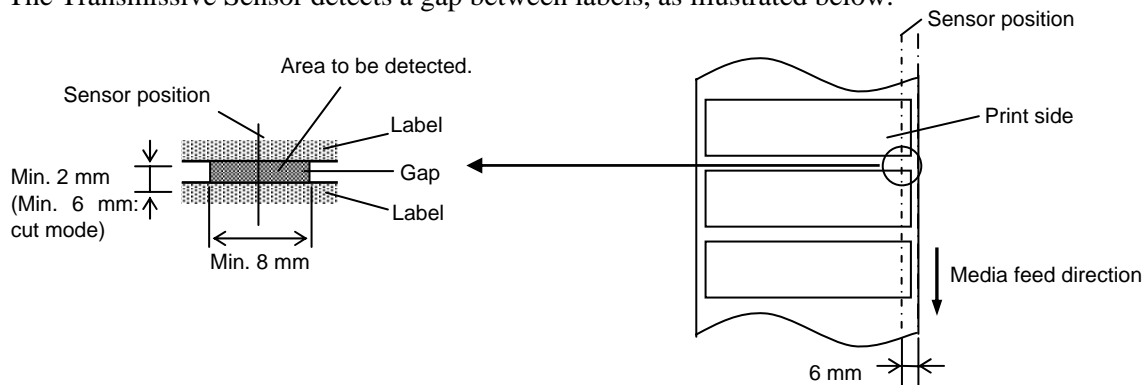 The Transmissive Sensor detects a gap between labels, as illustrated below.
Sensor position
Area to be detected.
Sensor position
Label
Print side
Gap
Min. 2 mm
(Min. 6 mm:
cut mode)
Label
Min. 8 mm
Media feed direction
6 mm